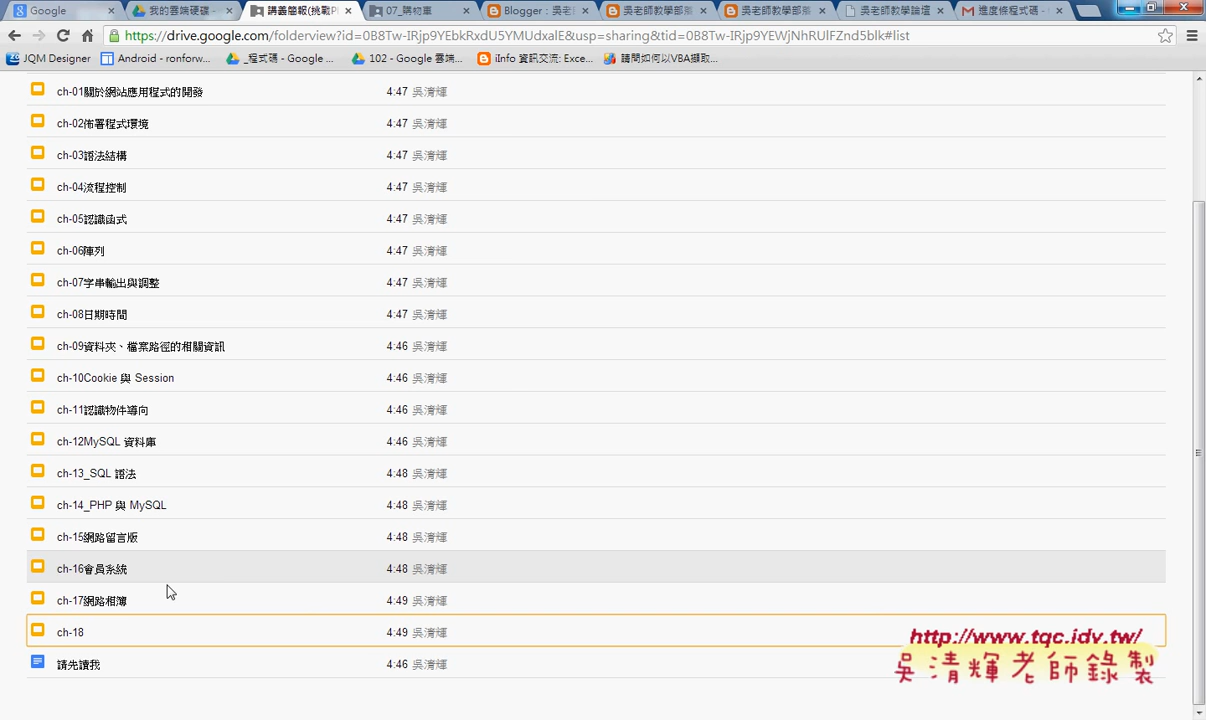 Google
我的雲端硬碟 -
講義簡報(挑戰P
07_購物車
Blogger：吳老
吳老師教學部落
吳老師教學部落
吳老師教學論壇
進度條程式碼 -
https://drive.google.com/folderview?id=0B8Tw-IRjp9YEbkRxdU5YMUdxalE&usp=sharing&tid=0B8Tw-IRjp9YEWjNhRUlFZnd5blk#list
JQM Designer
Android - ronforw...
_程式碼 - Google ...
102 - Google 雲端...
iInfo 資訊交流: Exce...
請問如何以VBA擷取...
ch-01關於網站應用程式的開發 4:47 吳清輝
ch-02佈署程式環境 4:47 吳清輝
ch-03語法結構 4:47 吳清輝
ch-04流程控制 4:47 吳清輝
ch-05認識函式 4:47 吳清輝
ch-06陣列 4:47 吳清輝
ch-07字串輸出與調整 4:47 吳清輝
ch-08日期時間 4:47 吳清輝
ch-09資料夾、檔案路徑的相關資訊 4:46 吳清輝
ch-10Cookie 與 Session 4:46 吳清輝
ch-11認識物件導向 4:46 吳清輝
ch-12MySQL 資料庫 4:46 吳清輝
ch-13_SQL 語法 4:48 吳清輝
ch-14_PHP 與 MySQL 4:48 吳清輝
ch-15網路留言版 4:48 吳清輝
ch-16會員系統 4:48 吳清輝
ch-17網路相簿 4:49 吳清輝
ch-18 4:49 吳清輝
請先讀我 4:46 吳清輝
http://www.tqc.idv.tw/
吳清輝老師錄製